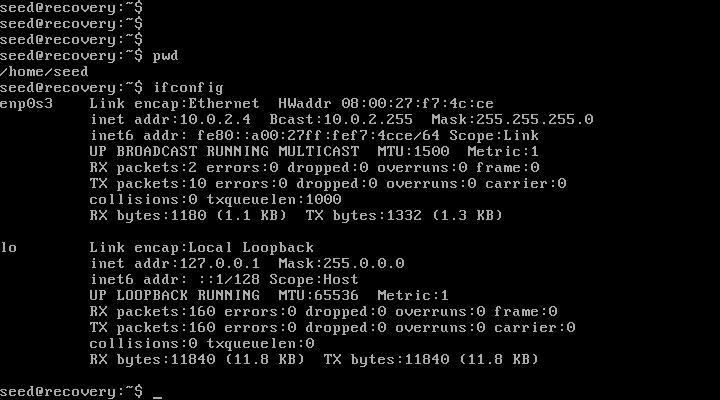 seed@recovery:~$
seed@recovery:~$
seed@recovery:~$
seed@recovery:~$ pwd
/home/seed
seed@recovery:~$ ifconfig
enp0s3    Link encap:Ethernet  HWaddr 08:00:27:f7:4c:ce
          inet addr:10.0.2.4  Bcast:10.0.2.255  Mask:255.255.255.0
          inet6 addr: fe80::a00:27ff:fef7:4cce/64 Scope:Link
          UP BROADCAST RUNNING MULTICAST  MTU:1500  Metric:1
          RX packets:2 errors:0 dropped:0 overruns:0 frame:0
          TX packets:10 errors:0 dropped:0 overruns:0 carrier:0
          collisions:0 txqueuelen:1000
          RX bytes:1180 (1.1 KB)  TX bytes:1332 (1.3 KB)

lo        Link encap:Local Loopback
          inet addr:127.0.0.1  Mask:255.0.0.0
          inet6 addr: ::1/128 Scope:Host
          UP LOOPBACK RUNNING  MTU:65536  Metric:1
          RX packets:160 errors:0 dropped:0 overruns:0 frame:0
          TX packets:160 errors:0 dropped:0 overruns:0 carrier:0
          collisions:0 txqueuelen:0
          RX bytes:11840 (11.8 KB)  TX bytes:11840 (11.8 KB)

seed@recovery:~$ _